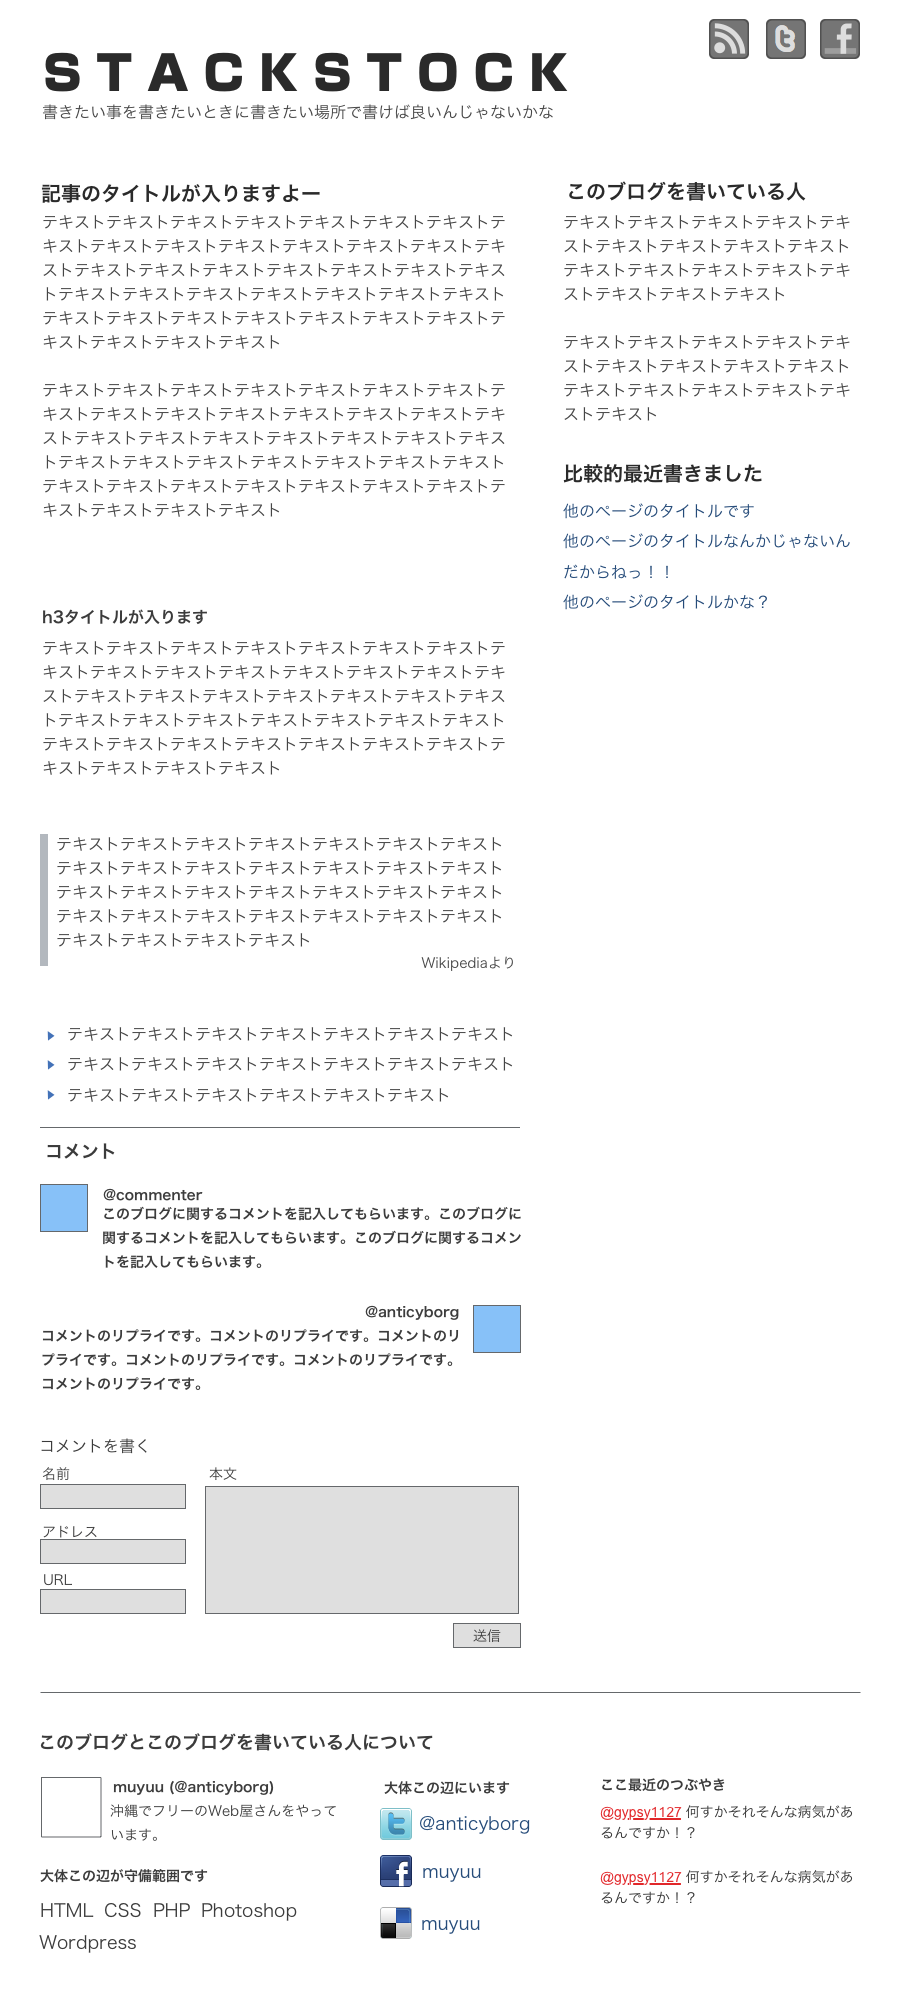 STACKSTOCK
書きたい事を書きたいときに書きたい場所で書けば良いんじゃないかな
記事のタイトルが入りますよー
テキストテキストテキストテキストテキストテキストテキストテ
キストテキストテキストテキストテキストテキストテキストテキ
ストテキストテキストテキストテキストテキストテキストテキス
トテキストテキストテキストテキストテキストテキストテキスト
テキストテキストテキストテキストテキストテキストテキストテ
キストテキストテキストテキスト
テキストテキストテキストテキストテキストテキストテキストテ
キストテキストテキストテキストテキストテキストテキストテキ
ストテキストテキストテキストテキストテキストテキストテキス
トテキストテキストテキストテキストテキストテキストテキスト
テキストテキストテキストテキストテキストテキストテキストテ
キストテキストテキストテキスト
h3タイトルが入ります
テキストテキストテキストテキストテキストテキストテキストテ
キストテキストテキストテキストテキストテキストテキストテキ
ストテキストテキストテキストテキストテキストテキストテキス
トテキストテキストテキストテキストテキストテキストテキスト
テキストテキストテキストテキストテキストテキストテキストテ
キストテキストテキストテキスト
テキストテキストテキストテキストテキストテキストテキスト
テキストテキストテキストテキストテキストテキストテキスト
テキストテキストテキストテキストテキストテキストテキスト
テキストテキストテキストテキストテキストテキストテキスト
テキストテキストテキストテキスト
Wikipediaより
テキストテキストテキストテキストテキストテキストテキスト
テキストテキストテキストテキストテキストテキストテキスト
テキストテキストテキストテキストテキストテキスト
このブログを書いている人
テキストテキストテキストテキストテキ
ストテキストテキストテキストテキスト
テキストテキストテキストテキストテキ
ストテキストテキストテキスト
テキストテキストテキストテキストテキ
ストテキストテキストテキストテキスト
テキストテキストテキストテキストテキ
ストテキスト
比較的最近書きました
他のページのタイトルです
他のページのタイトルなんかじゃないん
だからねっ！！
他のページのタイトルかな？
コメント
@commenter
このブログに関するコメントを記入してもらいます。このブログに
関するコメントを記入してもらいます。このブログに関するコメン
トを記入してもらいます。
@anticyborg
コメントのリプライです。コメントのリプライです。コメントのリ
プライです。コメントのリプライです。コメントのリプライです。
コメントのリプライです。
コメントを書く
名前
アドレス
URL
本文
送信
このブログとこのブログを書いている人について
muyuu (@anticyborg)
沖縄でフリーのWeb屋さんをやって
います。
大体この辺が守備範囲です
HTML CSS PHP Photoshop
Wordpress
大体この辺にいます
@anticyborg
muyuu
muyuu
ここ最近のつぶやき
@gypsy1127 何すかそれそんな病気があ
るんですか！？
@gypsy1127 何すかそれそんな病気があ
るんですか！？